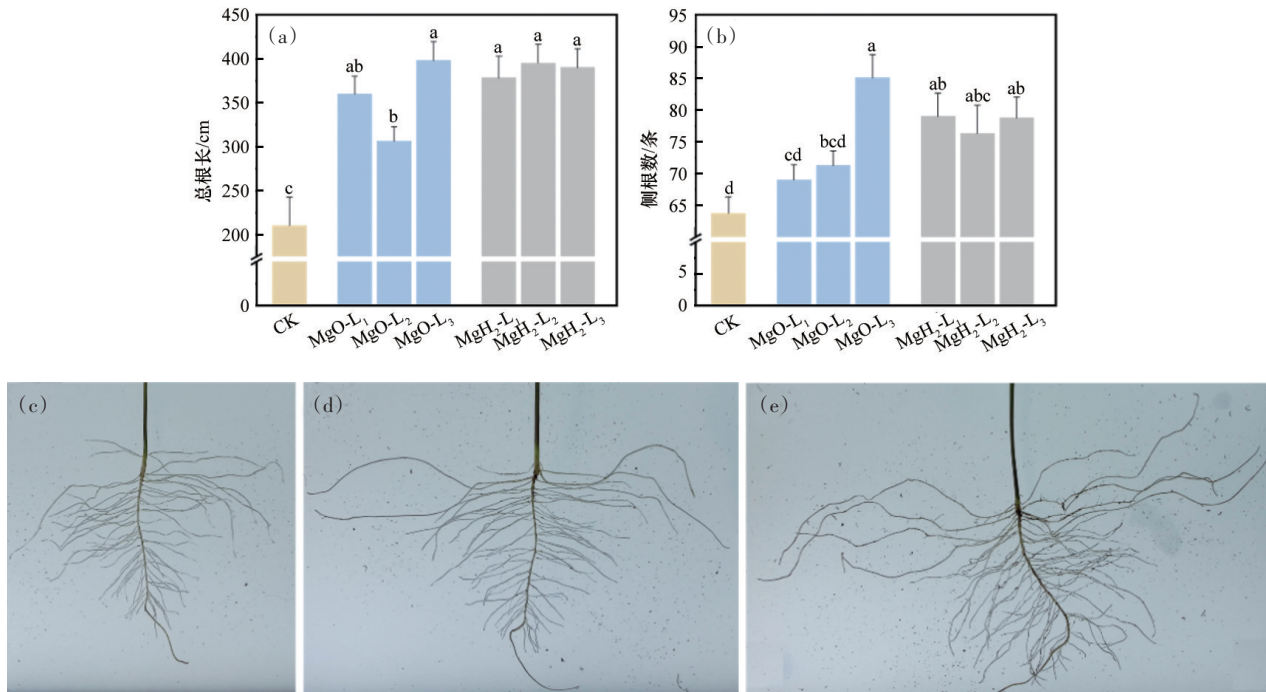 (a)
450
400
350
300
250
200
0
总根长/cm
c
ab
b
a
a
a
a
CK
MgO-L₁
MgO-L₂
MgO-L₃
MgH₂-L₁
MgH₂-L₂
MgH₂-L₃
(b)
95
90
85
80
75
70
65
5
0
侧根数/条
d
cd
bcd
a
ab
abc
ab
CK
MgO-L₁
MgO-L₂
MgO-L₃
MgH₂-L₁
MgH₂-L₂
MgH₂-L₃
(c)
(d)
(e)